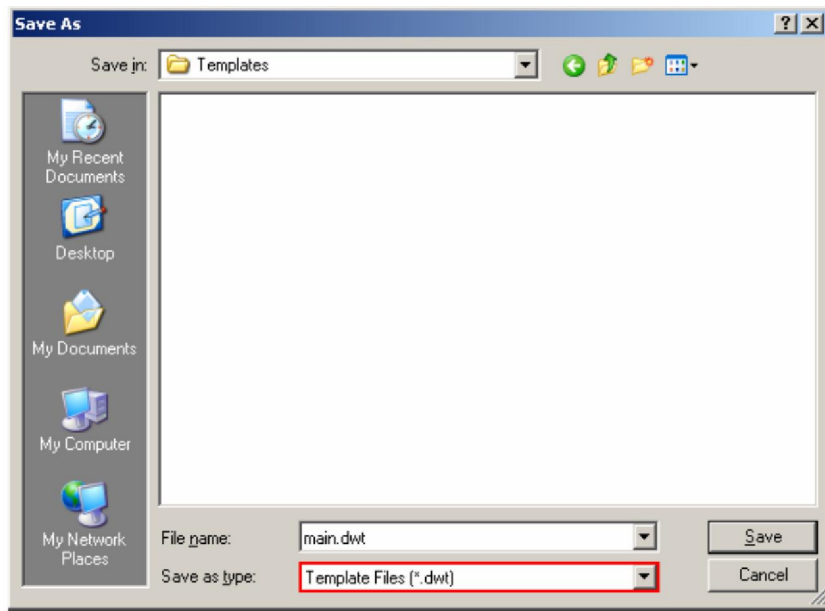 Save As
Save in:
Templates
My Recent
Documents
Desktop
My Documents
My Computer
My Network
Places
File name:
main.dwt
Save
Save as type:
Template Files (*.dwt)
Cancel